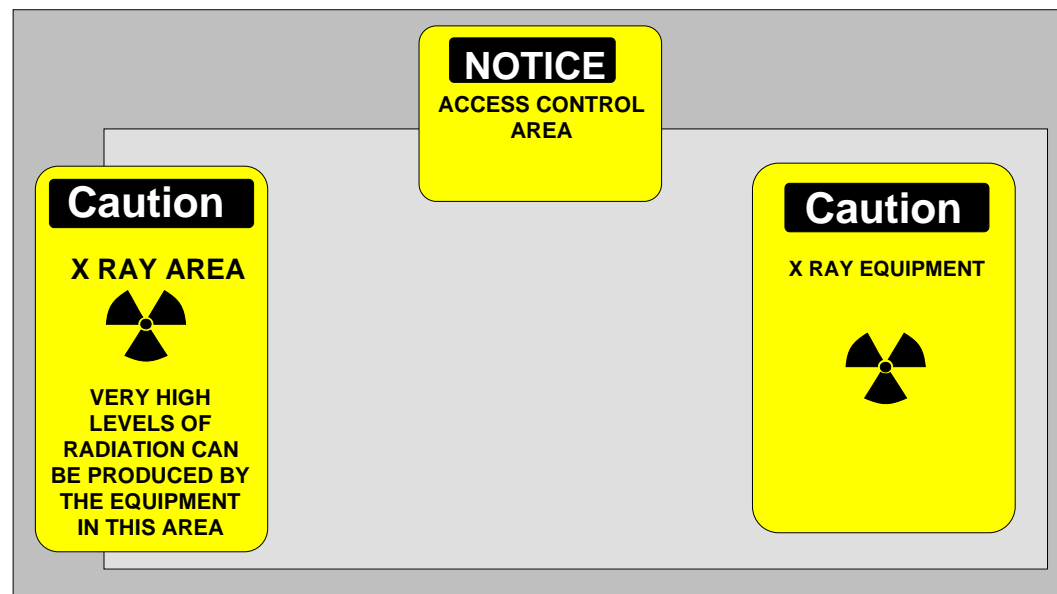 NOTICE
ACCESS CONTROL
AREA
Caution
X RAY AREA
VERY HIGH
LEVELS OF
RADIATION CAN
BE PRODUCED BY
THE EQUIPMENT
IN THIS AREA
Caution
X RAY EQUIPMENT